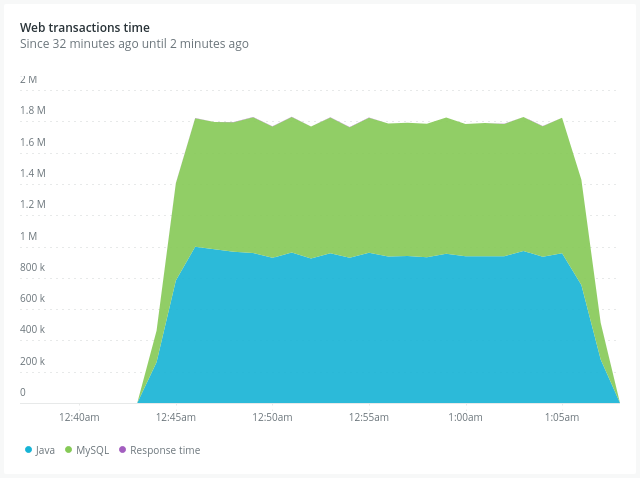 Web transactions time
Since 32 minutes ago until 2 minutes ago
2 M
1.8 M
1.6 M
1.4 M
1.2 M
1 M
800 k
600 k
400 k
200 k
0
12:40am 12:45am 12:50am 12:55am 1:00am 1:05am
Java MySQL Response time